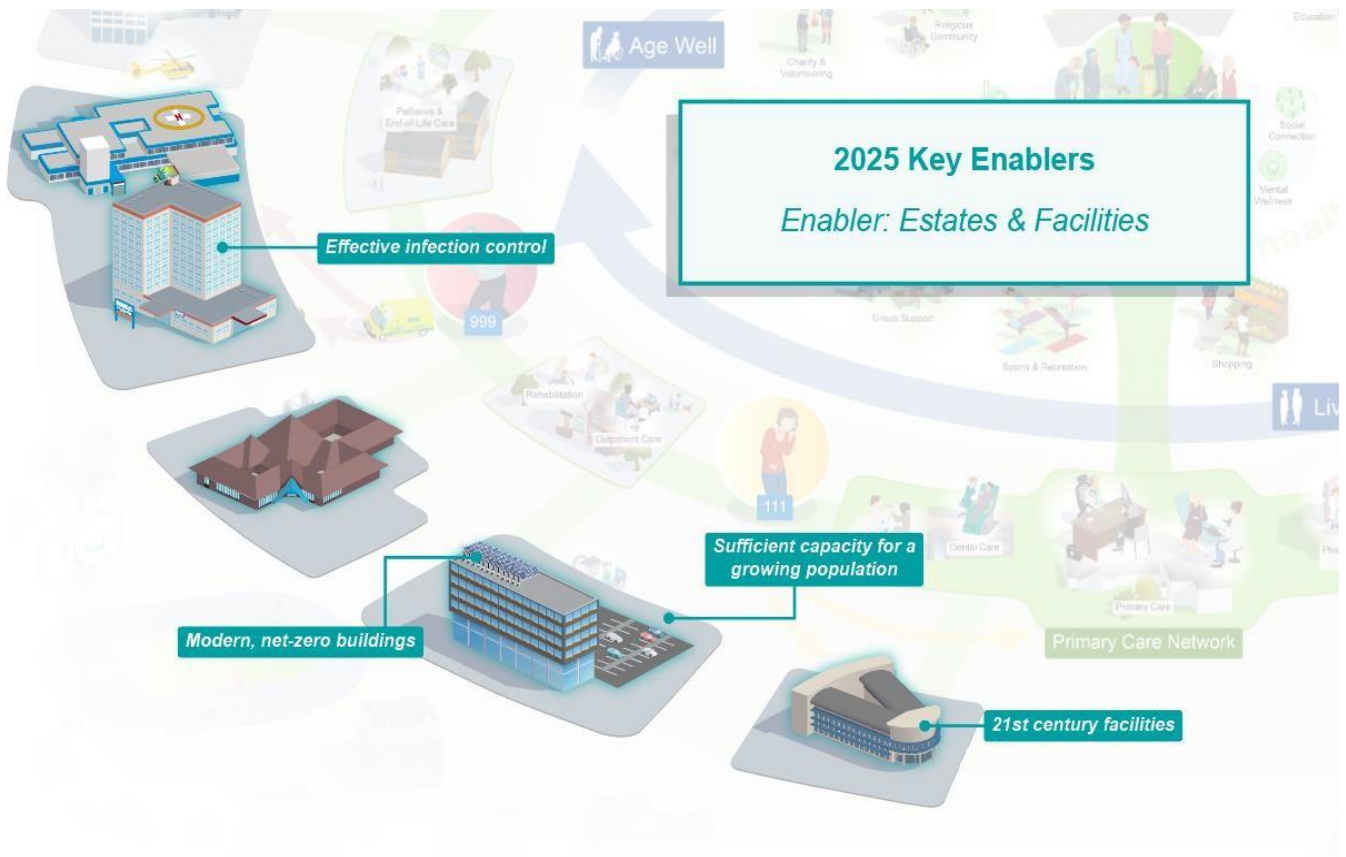 Education
Religious
Community
Age Well
Charity &
Volunteering
Palliative &
End-of-Life Care
H
2025 Key Enablers
Enabler: Estates & Facilities
Social
Connection
Mental
Wellness
Effective infection control
999
Group Support
Sports & Recreation
Shopping
Rehabilitation
Outpatient Care
Liv
111
Sufficient capacity for a
growing population
Dental Care
Primary Care
Modern, net-zero buildings
Primary Care Network
21st century facilities